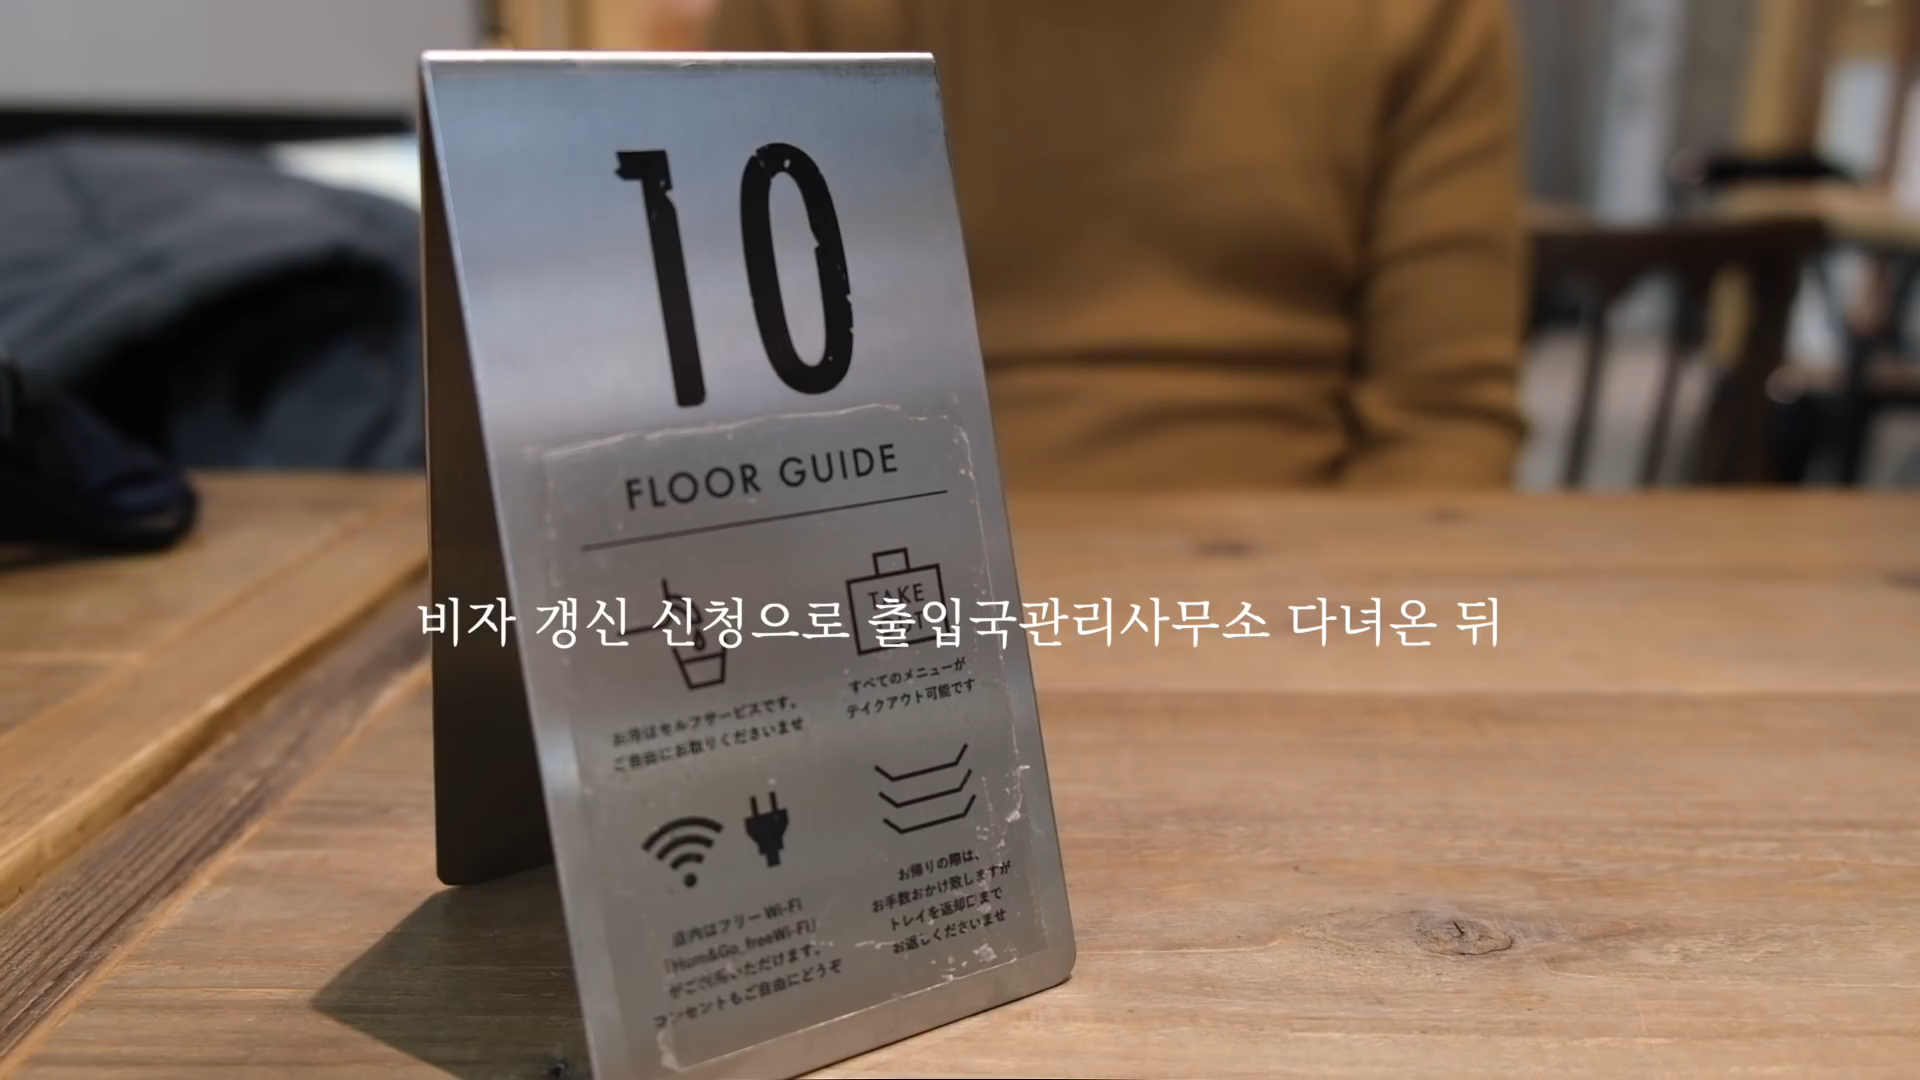 10
FLOOR GUIDE
TAKE
비자 갱신 신청으로 출입국관리사무소 다녀온 뒤
お冷はセルフサービスです。
ご自由にお取りくださいませ
すべてのメニューが
テイクアウト可能です
店内はフリー Wi-Fi
「Hum&Go_freeWi-Fi」
がご利用いただけます。
コンセントもご自由にどうぞ
お帰りの際は、
お手数おかけ致しますが
トレイを返却口まで
お返しくださいませ